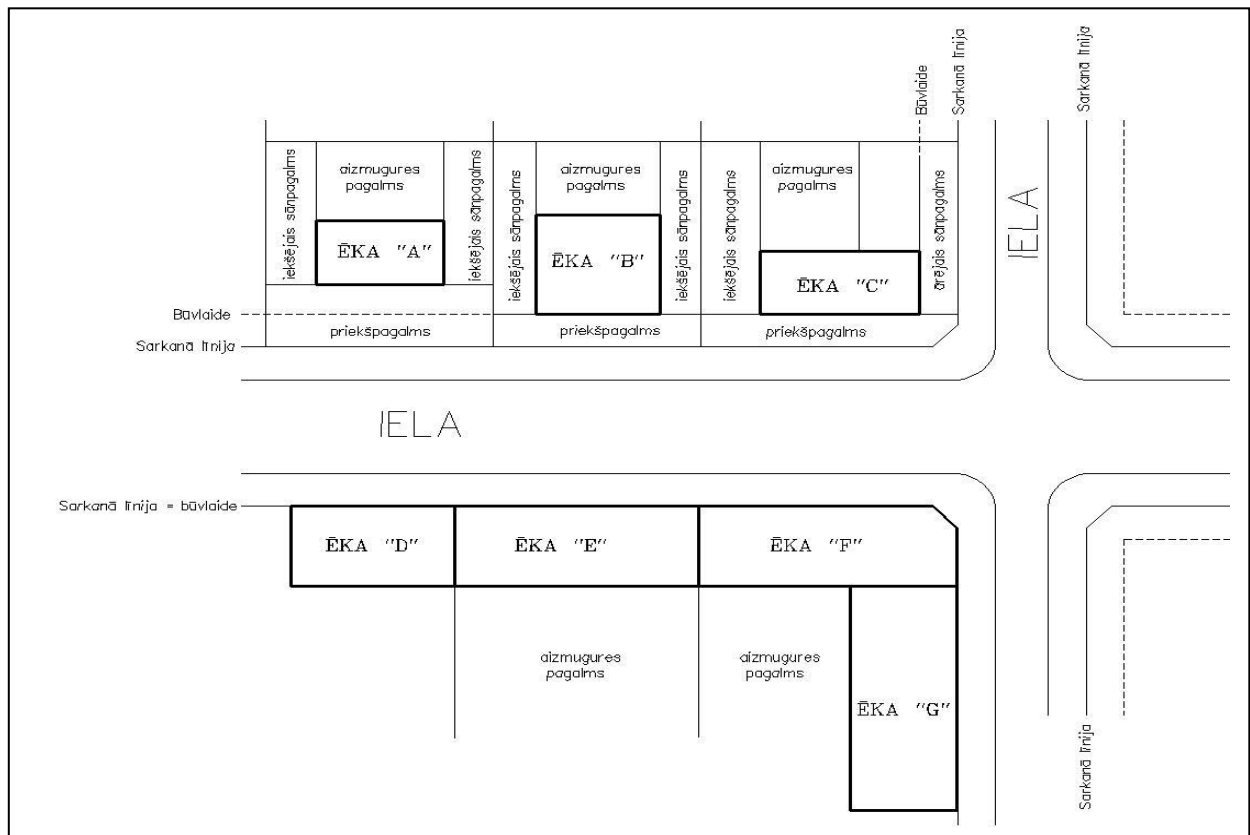 Sarkanā līnija
Sarkanā līnija
Būvlaide
iekšējais sānpagalms
aizmugures
pagalms
iekšējais sānpagalms
iekšējais sānpagalms
aizmugures
pagalms
iekšējais sānpagalms
iekšējais sānpagalms
aizmugures
pagalms
ārējais sānpagalms
IELA
ĒKA "A"
ĒKA "B"
ĒKA "C"
Būvlaide
priekšpagalms
priekšpagalms
priekšpagalms
Sarkanā līnija
IELA
Sarkanā līnija = būvlaide
ĒKA "D"
ĒKA "E"
ĒKA "F"
aizmugures
pagalms
aizmugures
pagalms
ĒKA "G"
Sarkanā līnija